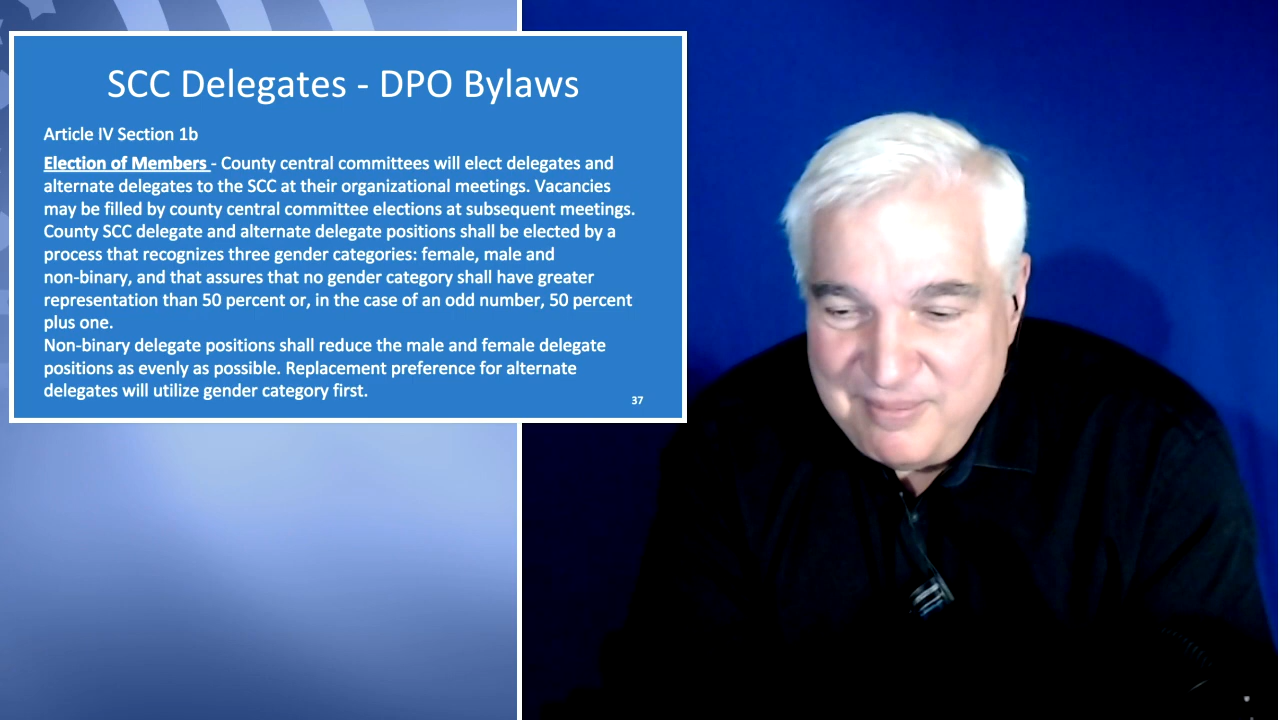 SCC Delegates - DPO Bylaws
Article IV Section 1b
Election of Members - County central committees will elect delegates and
alternate delegates to the SCC at their organizational meetings. Vacancies
may be filled by county central committee elections at subsequent meetings.
County SCC delegate and alternate delegate positions shall be elected by a
process that recognizes three gender categories: female, male and
non-binary, and that assures that no gender category shall have greater
representation than 50 percent or, in the case of an odd number, 50 percent
plus one.
Non-binary delegate positions shall reduce the male and female delegate
positions as evenly as possible. Replacement preference for alternate
delegates will utilize gender category first.
37